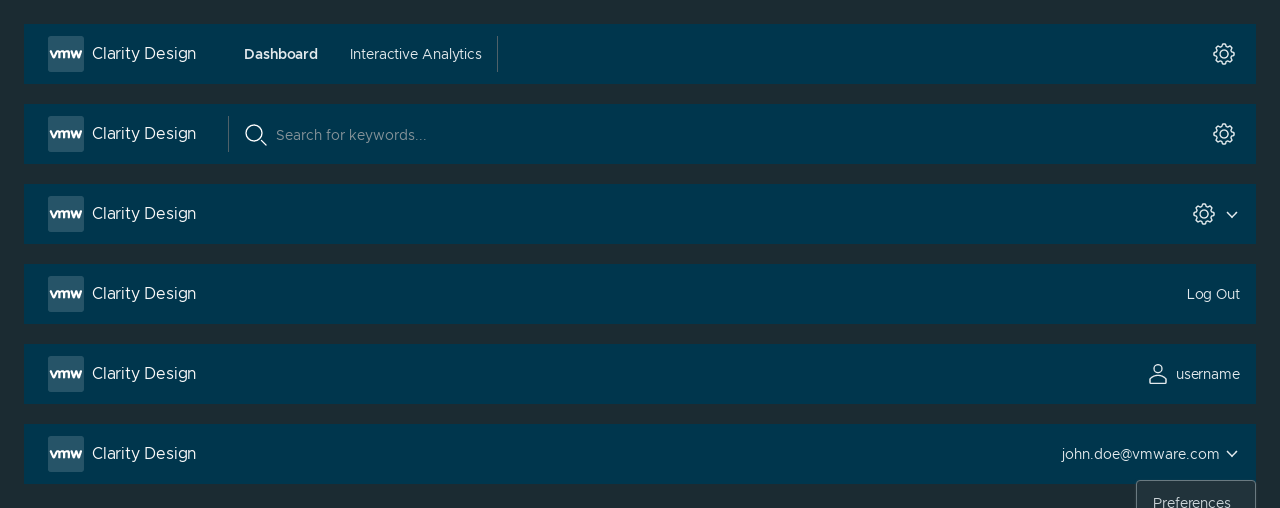 vmw Clarity Design Dashboard Interactive Analytics
vmw Clarity Design Search for keywords...
vmw Clarity Design
vmw Clarity Design Log Out
vmw Clarity Design username
vmw Clarity Design john.doe@vmware.com
Preferences